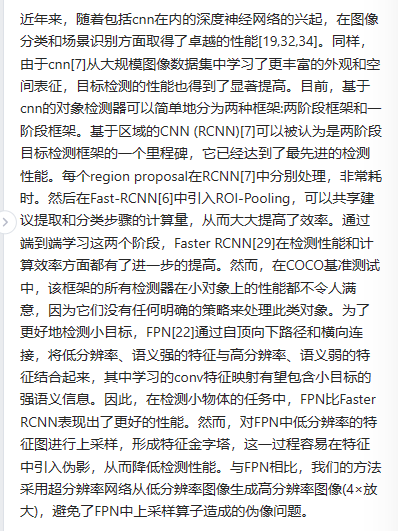 近年来，随着包括cnn在内的深度神经网络的兴起，在图像
分类和场景识别方面取得了卓越的性能[19,32,34]。同样，
由于cnn[7]从大规模图像数据集中学习了更丰富的外观和空
间表征，目标检测的性能也得到了显著提高。目前，基于
cnn的对象检测器可以简单地分为两种框架:两阶段框架和一
阶段框架。基于区域的CNN (RCNN)[7]可以被认为是两阶段
目标检测框架的一个里程碑，它已经达到了最先进的检测
性能。每个region proposal在RCNN[7]中分别处理，非常耗
时。然后在Fast-RCNN[6]中引入ROI-Pooling，可以共享建
议提取和分类步骤的计算量，从而大大提高了效率。通过
端到端学习这两个阶段，Faster RCNN[29]在检测性能和计
算效率方面都有了进一步的提高。然而，在COCO基准测试
中，该框架的所有检测器在小对象上的性能都不令人满
意，因为它们没有任何明确的策略来处理此类对象。为了
更好地检测小目标，FPN[22]通过自顶向下路径和横向连
接，将低分辨率、语义强的特征与高分辨率、语义弱的特
征结合起来，其中学习的conv特征映射有望包含小目标的
强语义信息。因此，在检测小物体的任务中，FPN比Faster
RCNN表现出了更好的性能。然而，对FPN中低分辨率的特
征图进行上采样，形成特征金字塔，这一过程容易在特征
中引入伪影，从而降低检测性能。与FPN相比，我们的方法
采用超分辨率网络从低分辨率图像生成高分辨率图像(4×放
大)，避免了FPN中上采样算子造成的伪像问题。